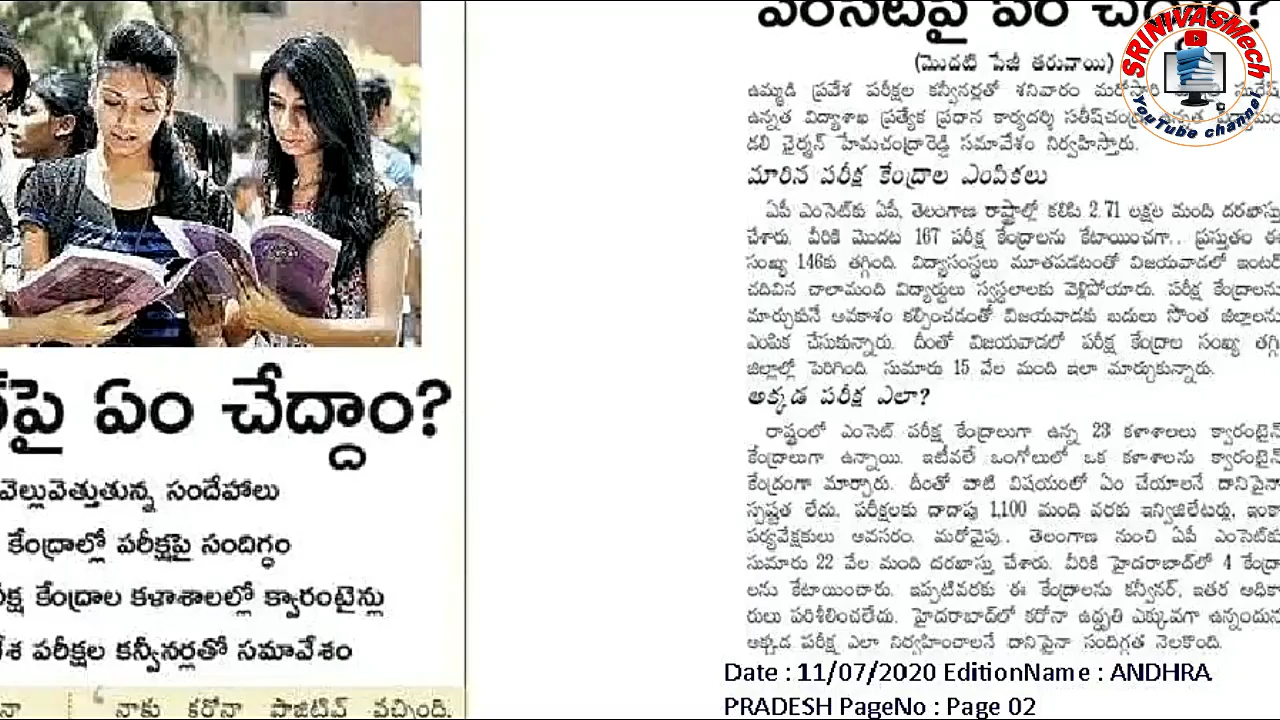 పై ఏం చేద్దాం?
వెల్లువెత్తుతున్న సందేహాలు
కేంద్రాల్లో పరీక్షపై సందిగ్ధం
కేంద్రాల కళాశాలల్లో క్వారంటైన్లు
పరీక్షల కన్వీనర్లతో సమావేశం
నాకు కరోనా పాజిటివ్ వచ్చింది.
ఎంసెట్‌పై ఏం చేద్దాం?
(మొదటి పేజీ తరువాయి)
ఉమ్మడి ప్రవేశ పరీక్షల కన్వీనర్లతో శనివారం మరోసారి
ఉన్నత విద్యాశాఖ ప్రత్యేక ప్రధాన కార్యదర్శి సతీష్‌చంద్ర
డలి ఛైర్మన్ హేమచంద్రారెడ్డి సమావేశం నిర్వహిస్తారు.
మారిన పరీక్ష కేంద్రాల ఎంపికలు
ఏపీ ఎంసెట్‌కు ఏపీ, తెలంగాణ రాష్ట్రాల్లో కలిపి 2.71 లక్షల మంది దరఖాస్తు
చేశారు. వీరికి మొదట 167 పరీక్ష కేంద్రాలను కేటాయించగా.. ప్రస్తుతం ఈ
సంఖ్య 146కు తగ్గింది. విద్యాసంస్థలు మూతపడటంతో విజయవాడలో ఇంటర్
చదివిన చాలామంది విద్యార్థులు స్వస్థలాలకు వెళ్లిపోయారు. పరీక్ష కేంద్రాలను
మార్చుకునే అవకాశం కల్పించడంతో విజయవాడకు బదులు సొంత జిల్లాలను
ఎంపిక చేసుకున్నారు. దీంతో విజయవాడలో పరీక్ష కేంద్రాల సంఖ్య తగ్గి
జిల్లాల్లో పెరిగింది. సుమారు 15 వేల మంది ఇలా మార్చుకున్నారు.
అక్కడ పరీక్ష ఎలా?
రాష్ట్రంలో ఎంసెట్ పరీక్ష కేంద్రాలుగా ఉన్న 23 కళాశాలలు క్వారంటైన్
కేంద్రాలుగా ఉన్నాయి. ఇటీవలే ఒంగోలులో ఒక కళాశాలను క్వారంటైన్
కేంద్రంగా మార్చారు. దీంతో వాటి విషయంలో ఏం చేయాలనే దానిపైనా
స్పష్టత లేదు. పరీక్షలకు దాదాపు 1,100 మంది వరకు ఇన్విజిలేటర్లు, ఇంకా
పర్యవేక్షకులు అవసరం. మరోవైపు.. తెలంగాణ నుంచి ఏపీ ఎంసెట్‌కు
సుమారు 22 వేల మంది దరఖాస్తు చేశారు. వీరికి హైదరాబాద్‌లో 4 కేంద్రా
లను కేటాయించారు. ఇప్పటివరకు ఈ కేంద్రాలను కన్వీనర్, ఇతర అధికా
రులు పరిశీలించలేదు. హైదరాబాద్‌లో కరోనా ఉద్ధృతి ఎక్కువగా ఉన్నందున
అక్కడ పరీక్ష ఎలా నిర్వహించాలనే దానిపైనా సందిగ్ధత నెలకొంది.
Date : 11/07/2020 EditionName : ANDHRA
PRADESH PageNo : Page 02
SRINIVASMech
YouTube channel